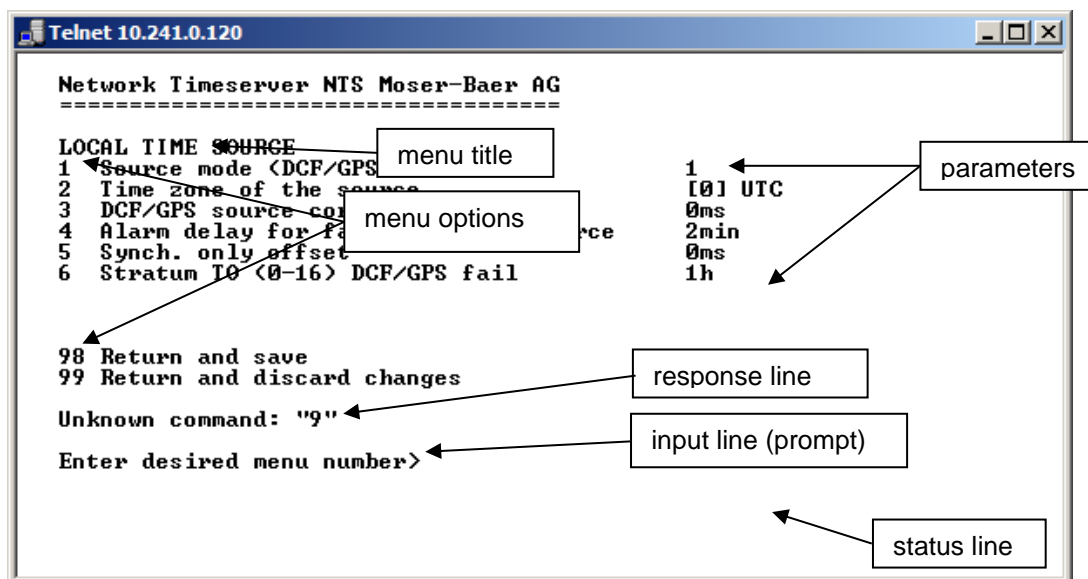 Telnet 10.241.0.120
Network Timeserver NTS Moser-Baer AG
====================================
LOCAL TIME SOURCE
menu title
1 Source mode (DCF/GPS 1
parameters
2 Time zone of the source [0] UTC
3 DCF/GPS source co 0ms
menu options
4 Alarm delay for fa rce 2min
5 Synch. only offset 0ms
6 Stratum TO (0-16) DCF/GPS fail 1h
98 Return and save
99 Return and discard changes
response line
Unknown command: "9"
input line (prompt)
Enter desired menu number>
status line